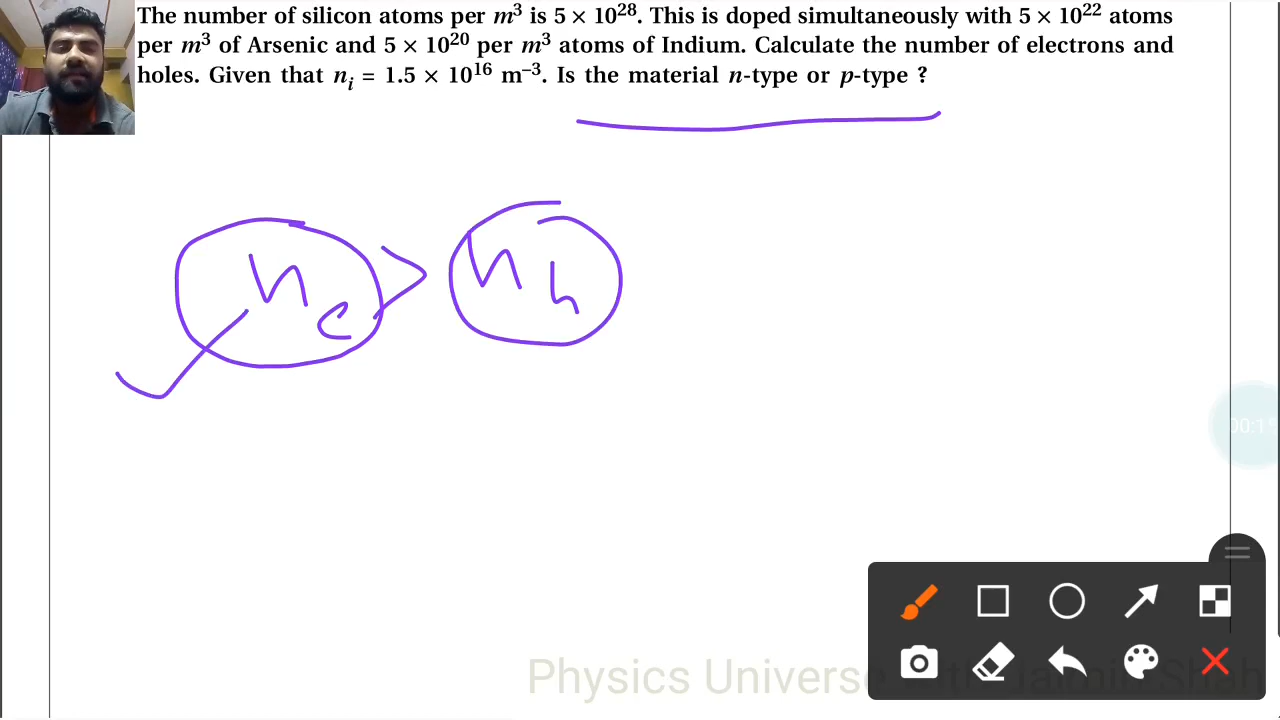 The number of silicon atoms per m³ is 5 × 10²⁸. This is doped simultaneously with 5 × 10²² atoms
per m³ of Arsenic and 5 × 10²⁰ per m³ atoms of Indium. Calculate the number of electrons and
holes. Given that nᵢ = 1.5 × 10¹⁶ m⁻³. Is the material n-type or p-type ?
nₑ > nₕ
Physics Universe